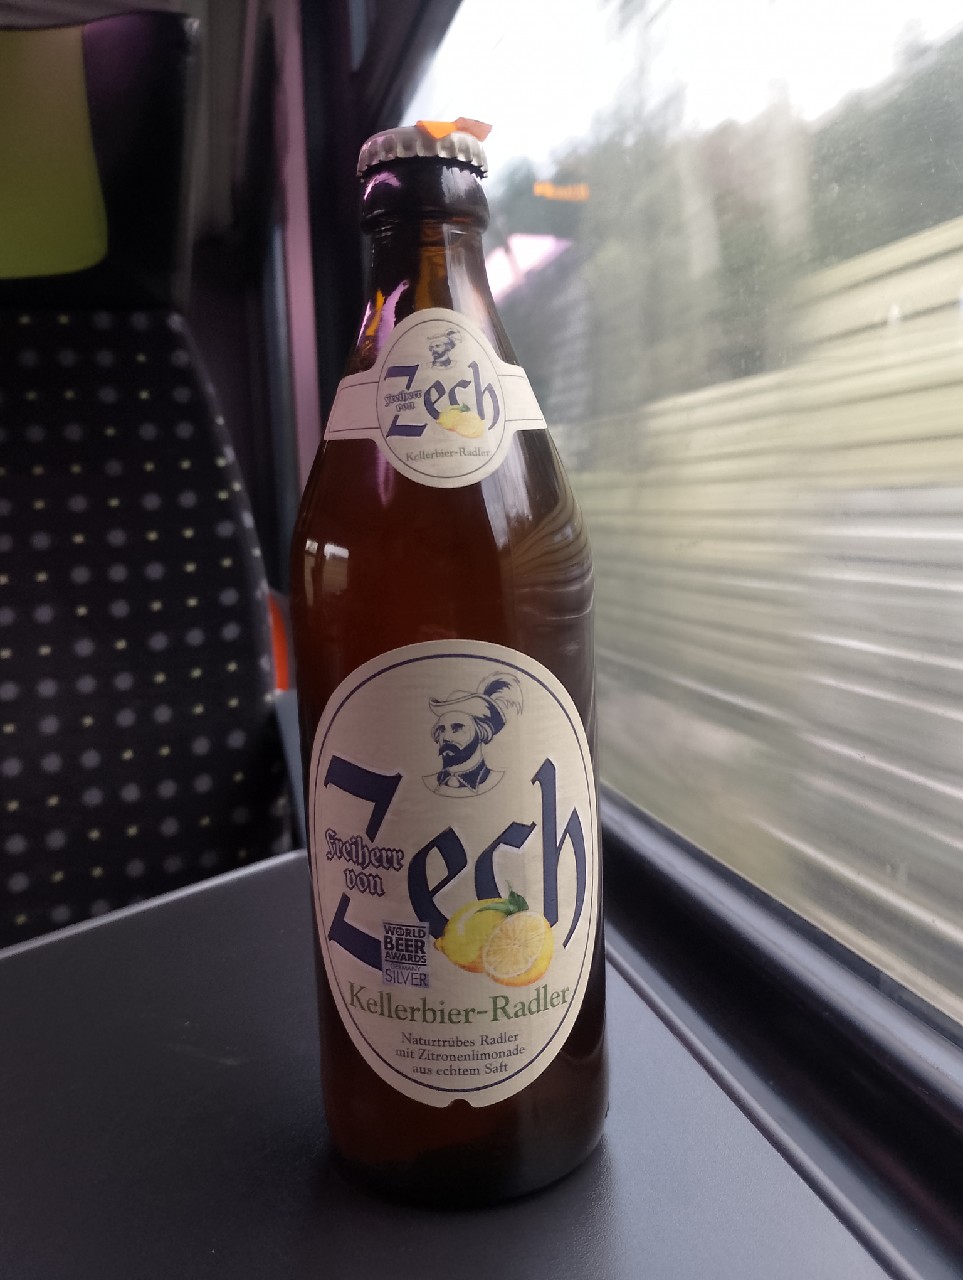 Freiherr
von
Zech
Kellerbier-Radler
Freiherr
von
Zech
WORLD
BEER
AWARDS
GERMANY
SILVER
Kellerbier-Radler
Naturtrübes Radler
mit Zitronenlimonade
aus echtem Saft